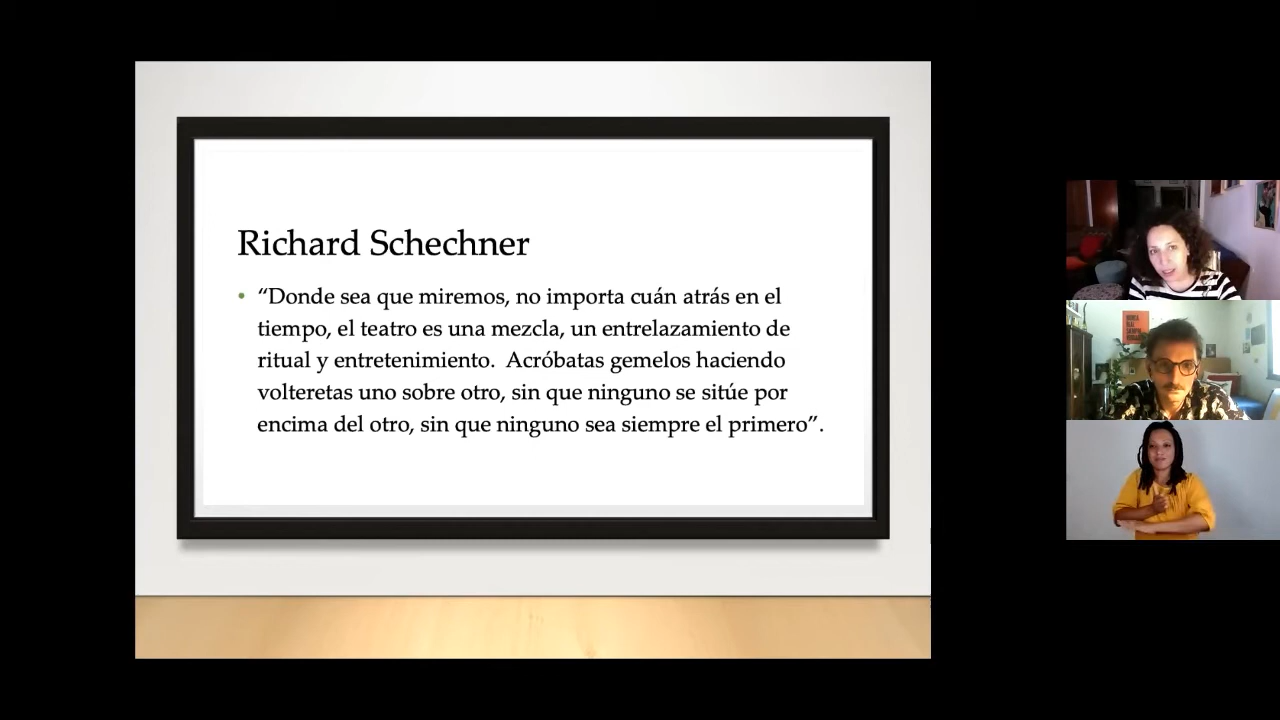 Richard Schechner
• “Donde sea que miremos, no importa cuán atrás en el
tiempo, el teatro es una mezcla, un entrelazamiento de
ritual y entretenimiento.  Acróbatas gemelos haciendo
volteretas uno sobre otro, sin que ninguno se sitúe por
encima del otro, sin que ninguno sea siempre el primero”.